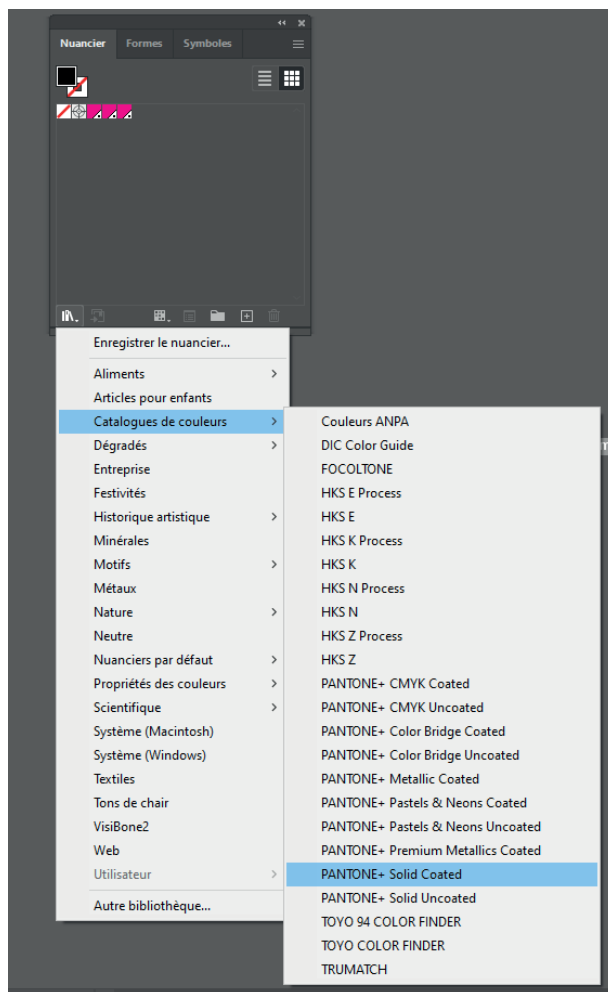 Nuancier Formes Symboles
Enregistrer le nuancier...
Aliments
Articles pour enfants
Catalogues de couleurs
Dégradés
Entreprise
Festivités
Historique artistique
Minérales
Motifs
Métaux
Nature
Neutre
Nuanciers par défaut
Propriétés des couleurs
Scientifique
Système (Macintosh)
Système (Windows)
Textiles
Tons de chair
VisiBone2
Web
Utilisateur
Autre bibliothèque...
Couleurs ANPA
DIC Color Guide
FOCOLTONE
HKS E Process
HKS E
HKS K Process
HKS K
HKS N Process
HKS N
HKS Z Process
HKS Z
PANTONE+ CMYK Coated
PANTONE+ CMYK Uncoated
PANTONE+ Color Bridge Coated
PANTONE+ Color Bridge Uncoated
PANTONE+ Metallic Coated
PANTONE+ Pastels & Neons Coated
PANTONE+ Pastels & Neons Uncoated
PANTONE+ Premium Metallics Coated
PANTONE+ Solid Coated
PANTONE+ Solid Uncoated
TOYO 94 COLOR FINDER
TOYO COLOR FINDER
TRUMATCH